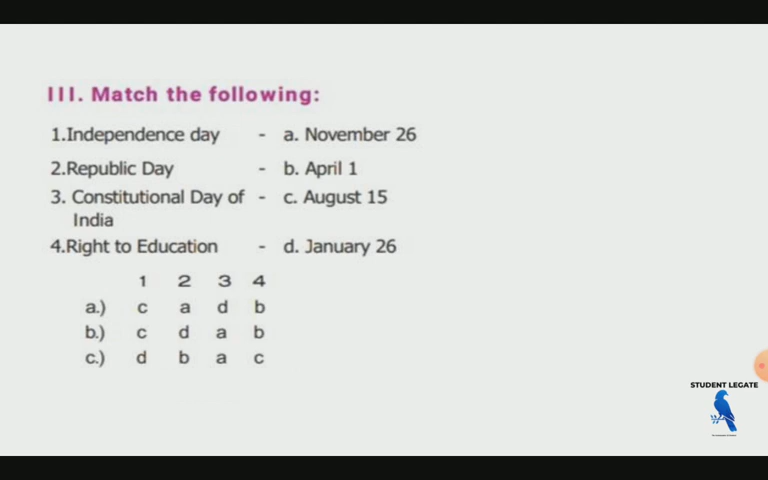 III. Match the following:
1.Independence day - a. November 26
2.Republic Day - b. April 1
3. Constitutional Day of - c. August 15
India
4.Right to Education - d. January 26
1 2 3 4
a.) c a d b
b.) c d a b
c.) d b a c
STUDENT LEGATE